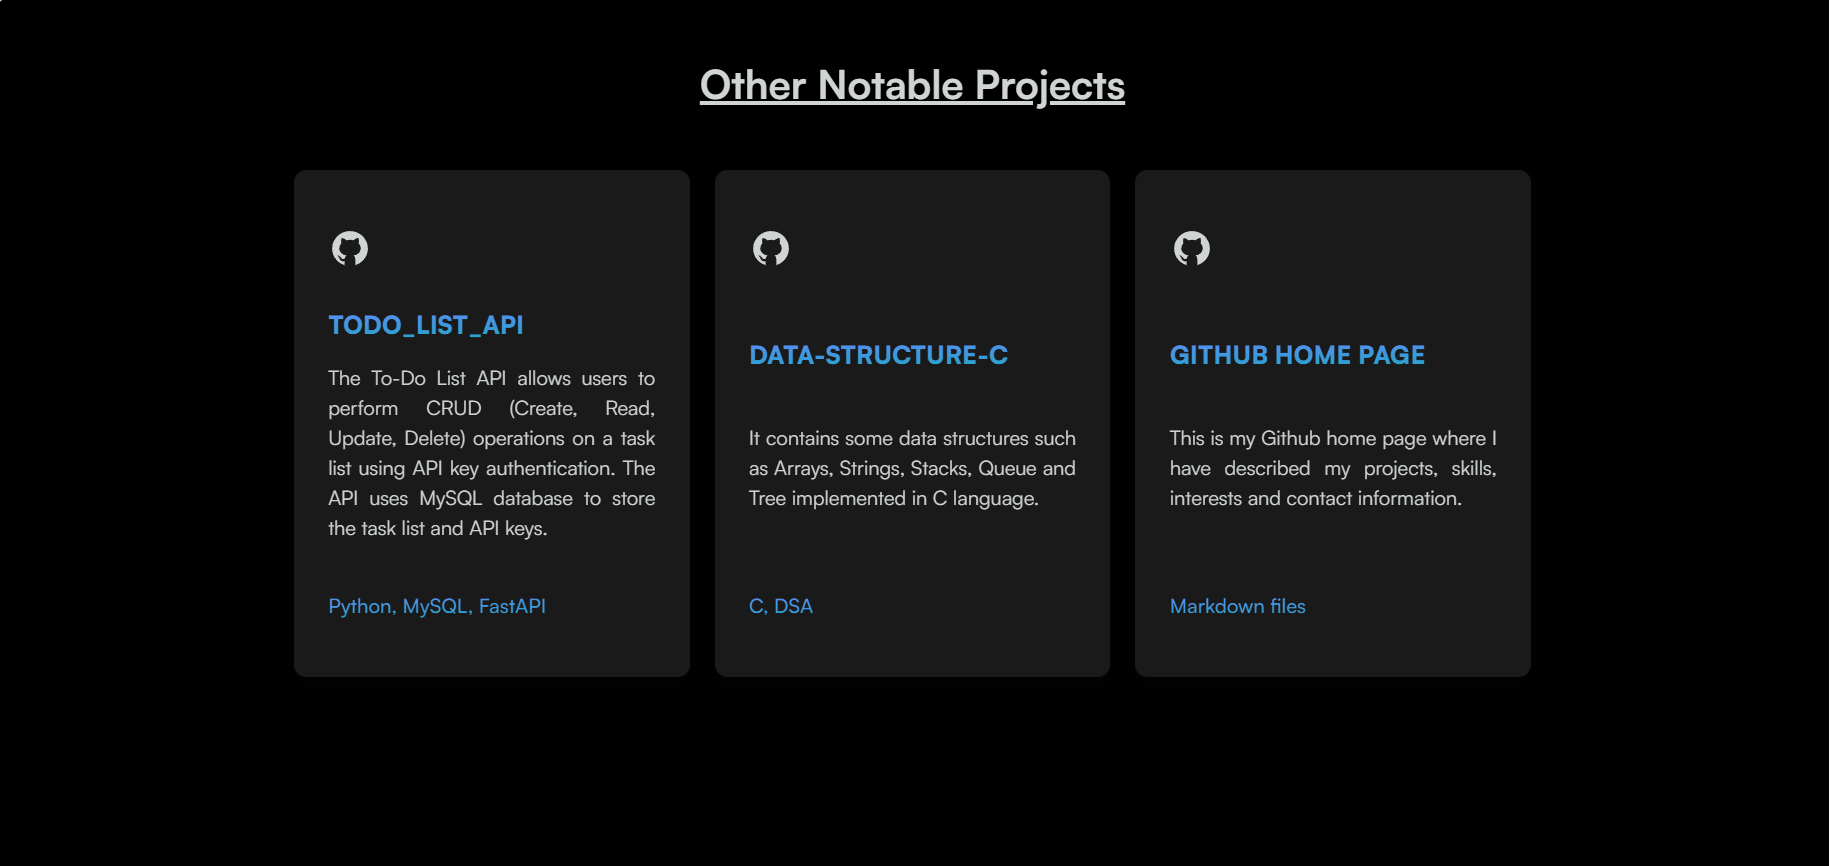 Other Notable Projects
TODO_LIST_API
The To-Do List API allows users to
perform CRUD (Create, Read,
Update, Delete) operations on a task
list using API key authentication. The
API uses MySQL database to store
the task list and API keys.
Python, MySQL, FastAPI
DATA-STRUCTURE-C
It contains some data structures such
as Arrays, Strings, Stacks, Queue and
Tree implemented in C language.
C, DSA
GITHUB HOME PAGE
This is my Github home page where I
have described my projects, skills,
interests and contact information.
Markdown files